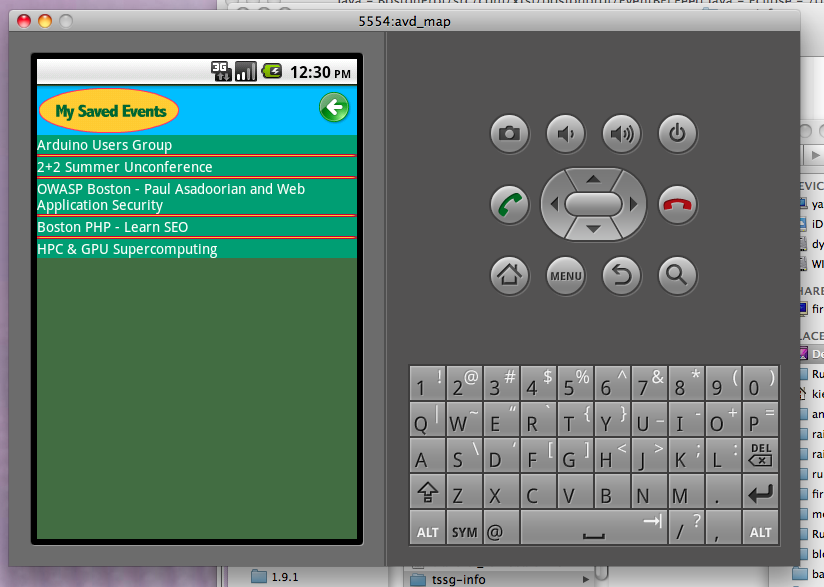 5554:avd_map
3G
12:30 PM
My Saved Events
Arduino Users Group
2+2 Summer Unconference
OWASP Boston - Paul Asadoorian and Web
Application Security
Boston PHP - Learn SEO
HPC & GPU Supercomputing
MENU
1 ! 2 @ 3 # 4 $ 5 % 6 ^ 7 & 8 * 9 ( 0 )
Q | W ~ E " R ` T { Y } U _ I - O + P =
A S \ D ' F [ G ] H < J > K ; L : DEL
Z X C V B N M .
ALT SYM @ / ? , ALT
1.9.1
tssg-info